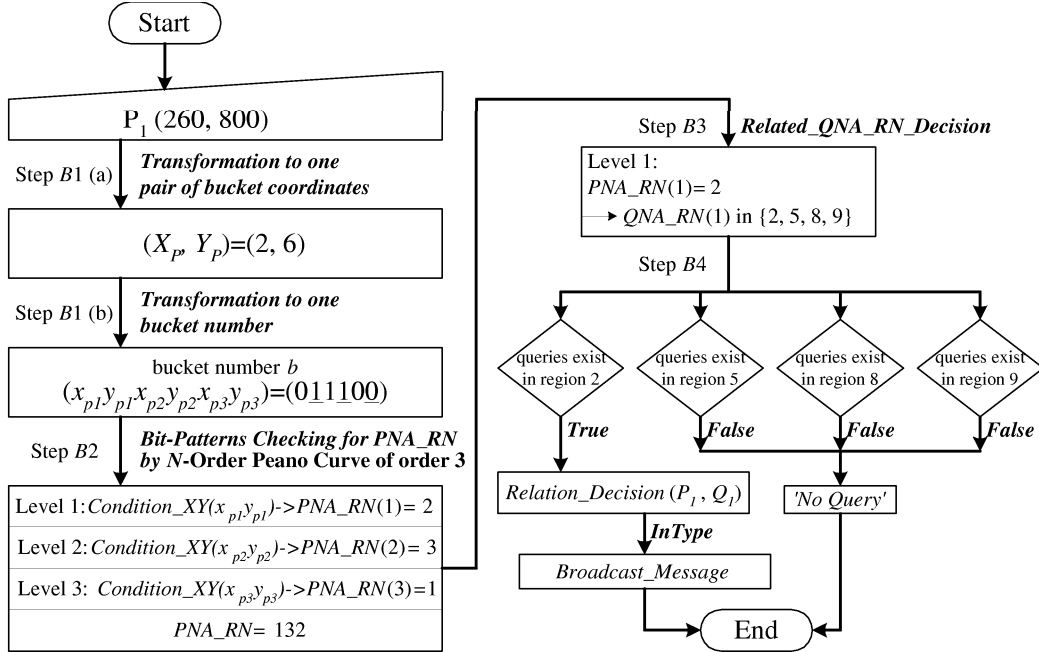 Start
P1 (260, 800)
Step B1 (a)
Transformation to one
pair of bucket coordinates
(XP, YP)=(2, 6)
Step B1 (b)
Transformation to one
bucket number
bucket number b
(xp1yp1xp2yp2xp3yp3)=(011100)
Step B2
Bit-Patterns Checking for PNA_RN
by N-Order Peano Curve of order 3
Level 1:Condition_XY(xp1yp1)->PNA_RN(1)= 2
Level 2:Condition_XY(xp2yp2)->PNA_RN(2)= 3
Level 3: Condition_XY(xp3yp3)->PNA_RN(3)=1
PNA_RN= 132
Step B3
Related_QNA_RN_Decision
Level 1:
PNA_RN(1)= 2
QNA_RN(1) in {2, 5, 8, 9}
Step B4
queries exist
in region 2
queries exist
in region 5
queries exist
in region 8
queries exist
in region 9
True
False
False
False
Relation_Decision (P1 , Q1)
'No Query'
InType
Broadcast_Message
End